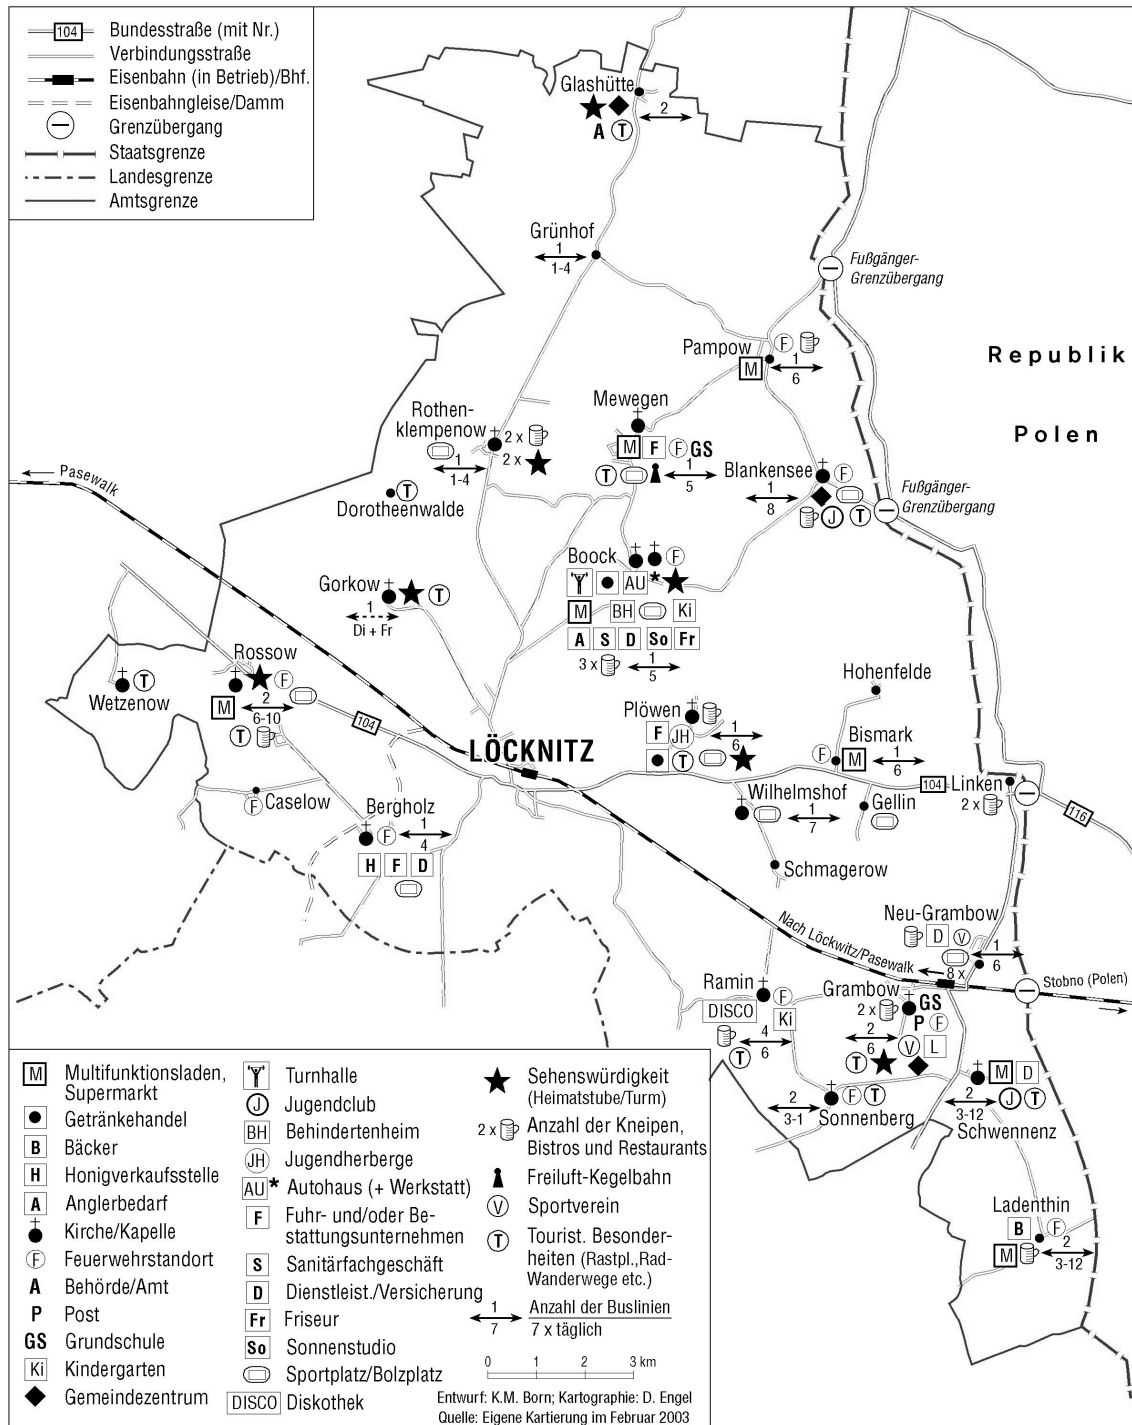 104 Bundesstraße (mit Nr.)
Verbindungsstraße
Eisenbahn (in Betrieb)/Bhf.
Eisenbahngleise/Damm
Grenzübergang
Staatsgrenze
Landesgrenze
Amtsgrenze
Glashütte
A T
2
Grünhof
1
1-4
Fußgänger-
Grenzübergang
Republik
Polen
Pampow
F
M
1
6
Mewegen
M F F GS
T
1
5
Rothen-
klempenow
2 x
2 x
1
1-4
Blankensee
F
1
8
J T
Fußgänger-
Grenzübergang
Pasewalk
Dorotheenwalde
T
Boock
F
AU *
M BH Ki
A S D So Fr
3 x
1
5
Gorkow
T
1
Di + Fr
Rossow
F
M
2
6-10
T
Wetzenow
T
104
Hohenfelde
Plöwen
F
JH
1
6
T
Bismark
F M
1
6
LÖCKNITZ
Wilhelmshof
1
7
Gellin
104
Linken
2 x
116
Caselow
F
Bergholz
F
1
4
H F D
Schmagerow
Neu-Grambow
D V
1
6
Nach Löckwitz/Pasewalk
8 x
Stobno (Polen)
Ramin
F
DISCO
Ki
4
6
T
Grambow
GS
2 x
P F
2
6
V L
T
2
3-1
F T
Sonnenberg
M D
2
3-12
J T
Schwennenz
Ladenthin
B F
M
2
3-12
M Multifunktionsladen,
Supermarkt
Getränkehandel
B Bäcker
H Honigverkaufsstelle
A Anglerbedarf
Kirche/Kapelle
F Feuerwehrstandort
A Behörde/Amt
P Post
GS Grundschule
Ki Kindergarten
Gemeindezentrum
Turnhalle
J Jugendclub
BH Behindertenheim
JH Jugendherberge
AU * Autohaus (+ Werkstatt)
F Fuhr- und/oder Be-
stattungsunternehmen
S Sanitärfachgeschäft
D Dienstleist./Versicherung
Fr Friseur
So Sonnenstudio
Sportplatz/Bolzplatz
DISCO Diskothek
Sehenswürdigkeit
(Heimatstube/Turm)
2 x Anzahl der Kneipen,
Bistros und Restaurants
Freiluft-Kegelbahn
V Sportverein
T Tourist. Besonder-
heiten (Rastpl.,Rad-
Wanderwege etc.)
1 Anzahl der Buslinien
7 7 x täglich
0 1 2 3 km
Entwurf: K.M. Born; Kartographie: D. Engel
Quelle: Eigene Kartierung im Februar 2003